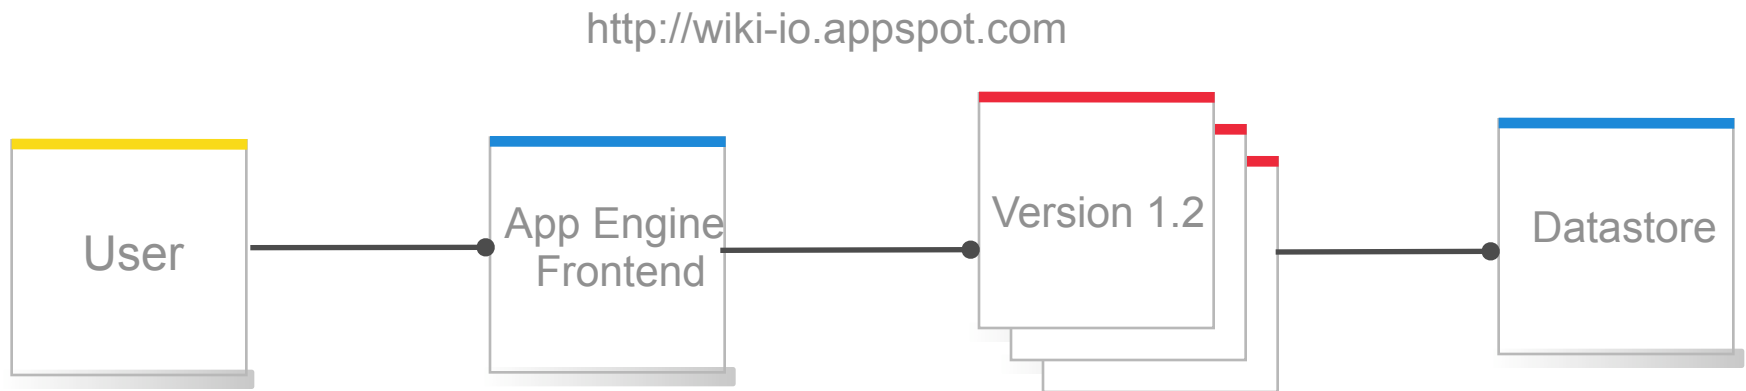 http://wiki-io.appspot.com
User
App Engine
Frontend
Version 1.2
Datastore